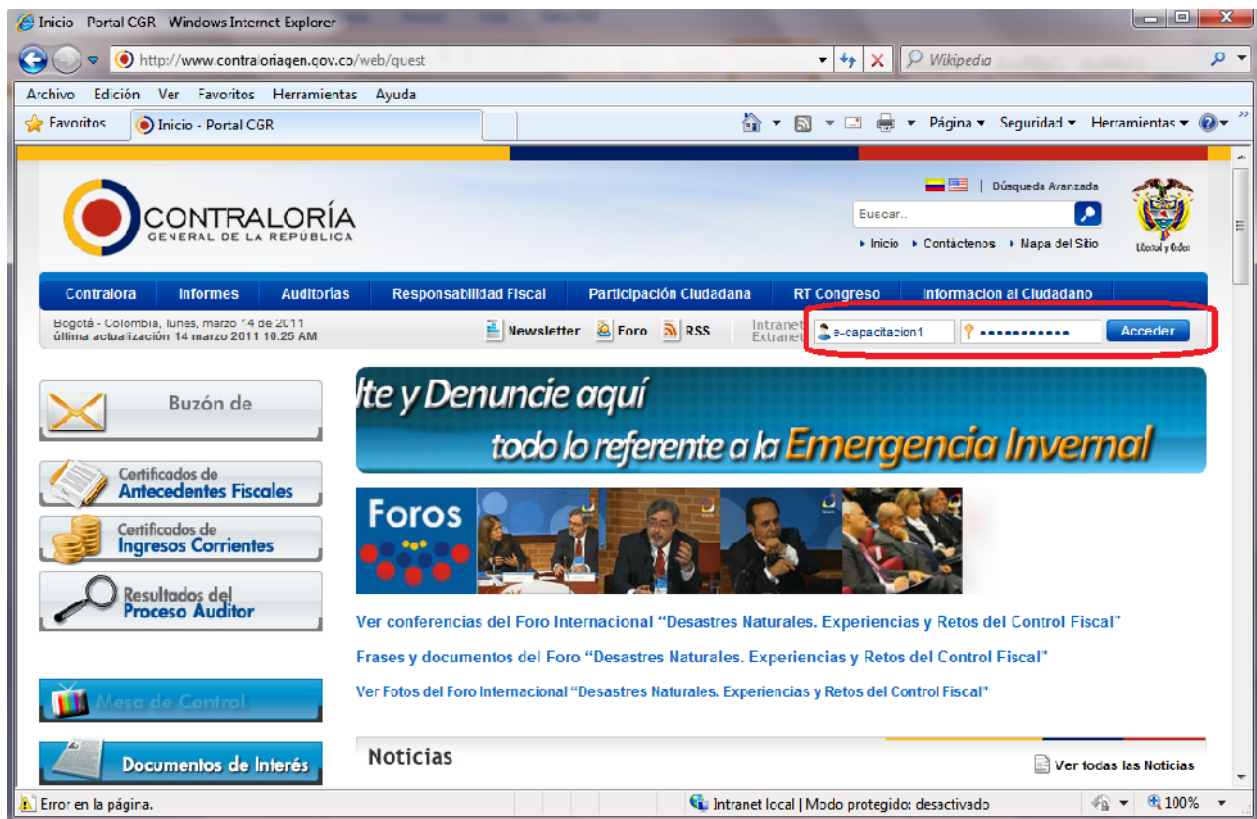 Inicio Portal CGR Windows Internet Explorer
http://www.contraloriagen.gov.co/web/guest
Wikipedia
Archivo Edición Ver Favoritos Herramientas Ayuda
Favoritos Inicio - Portal CGR Página Seguridad Herramientas
Búsqueda Avanzada
CONTRALORÍA
GENERAL DE LA REPÚBLICA
Buscar..
Inicio Contáctenos Mapa del Sitio
Libertad y Orden
Contralora Informes Auditorias Responsabilidad Fiscal Participación Ciudadana RT Congreso Informacion al Ciudadano
Bogotá - Colombia, lunes, marzo 14 de 2011
última actualización 14 marzo 2011 10.25 AM
Newsletter Foro RSS
Intranet
Extranet
e-capacitacion1 Acceder
Buzón de
lte y Denuncie aquí
todo lo referente a la Emergencia Invernal
Certificados de
Antecedentes Fiscales
Certificados de
Ingresos Corrientes
Resultados del
Proceso Auditor
Foros
Ver conferencias del Foro Internacional “Desastres Naturales. Experiencias y Retos del Control Fiscal”
Frases y documentos del Foro “Desastres Naturales. Experiencias y Retos del Control Fiscal”
Ver Fotos del Foro Internacional “Desastres Naturales. Experiencias y Retos del Control Fiscal”
Mesa de Control
Documentos de Interés
Noticias
Ver todas las Noticias
Error en la página.
Intranet local | Modo protegido: desactivado
100%